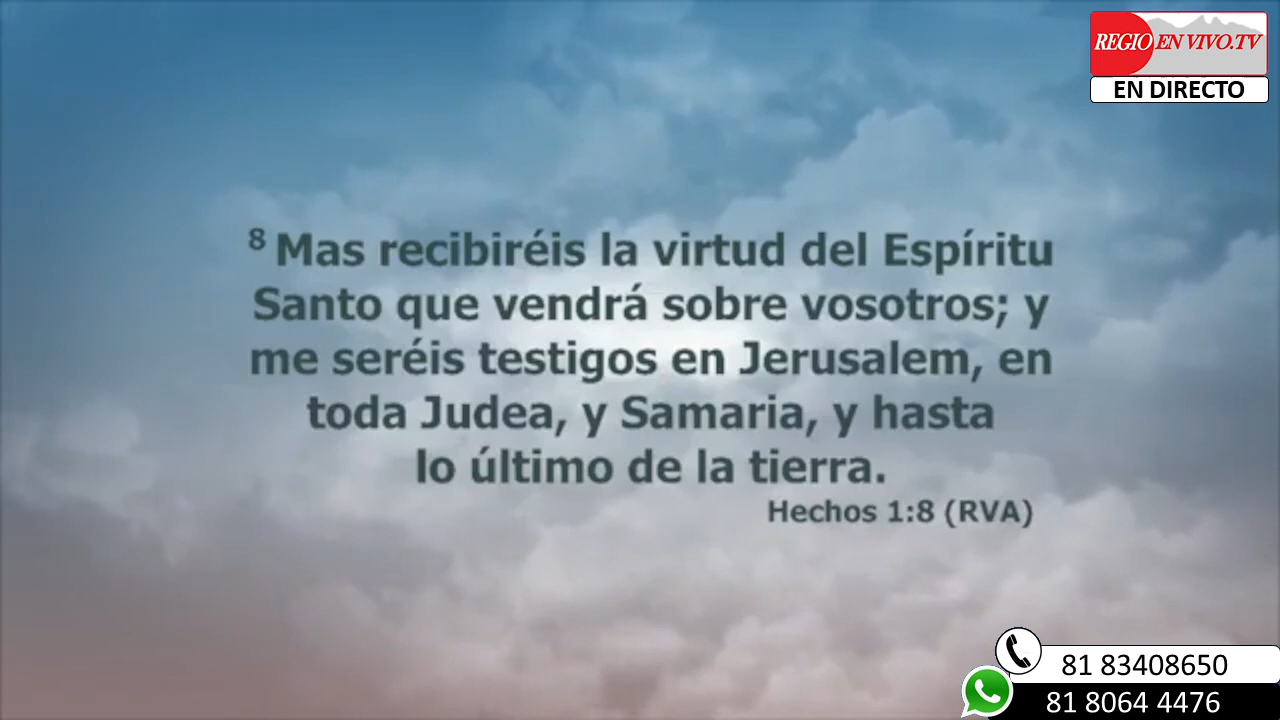 REGIO EN VIVO.TV
EN DIRECTO
8 Mas recibiréis la virtud del Espíritu
Santo que vendrá sobre vosotros; y
me seréis testigos en Jerusalem, en
toda Judea, y Samaria, y hasta
lo último de la tierra.
Hechos 1:8 (RVA)
81 83408650
81 8064 4476